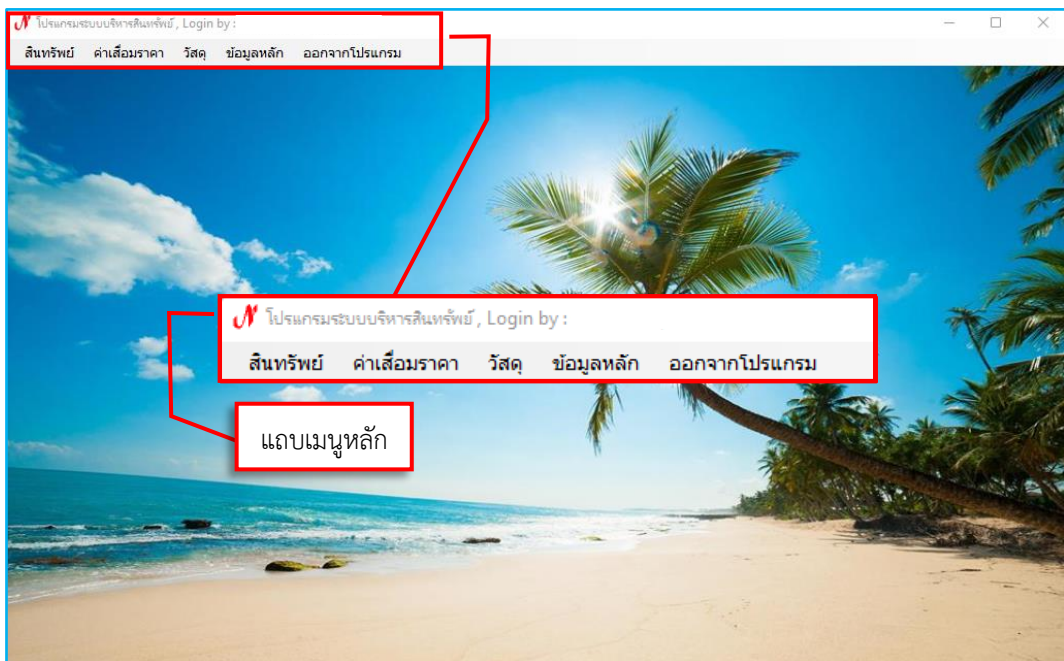 โปรแกรมระบบบริหารสินทรัพย์ , Login by :
สินทรัพย์ ค่าเสื่อมราคา วัสดุ ข้อมูลหลัก ออกจากโปรแกรม
โปรแกรมระบบบริหารสินทรัพย์ , Login by :
สินทรัพย์ ค่าเสื่อมราคา วัสดุ ข้อมูลหลัก ออกจากโปรแกรม
แถบเมนูหลัก